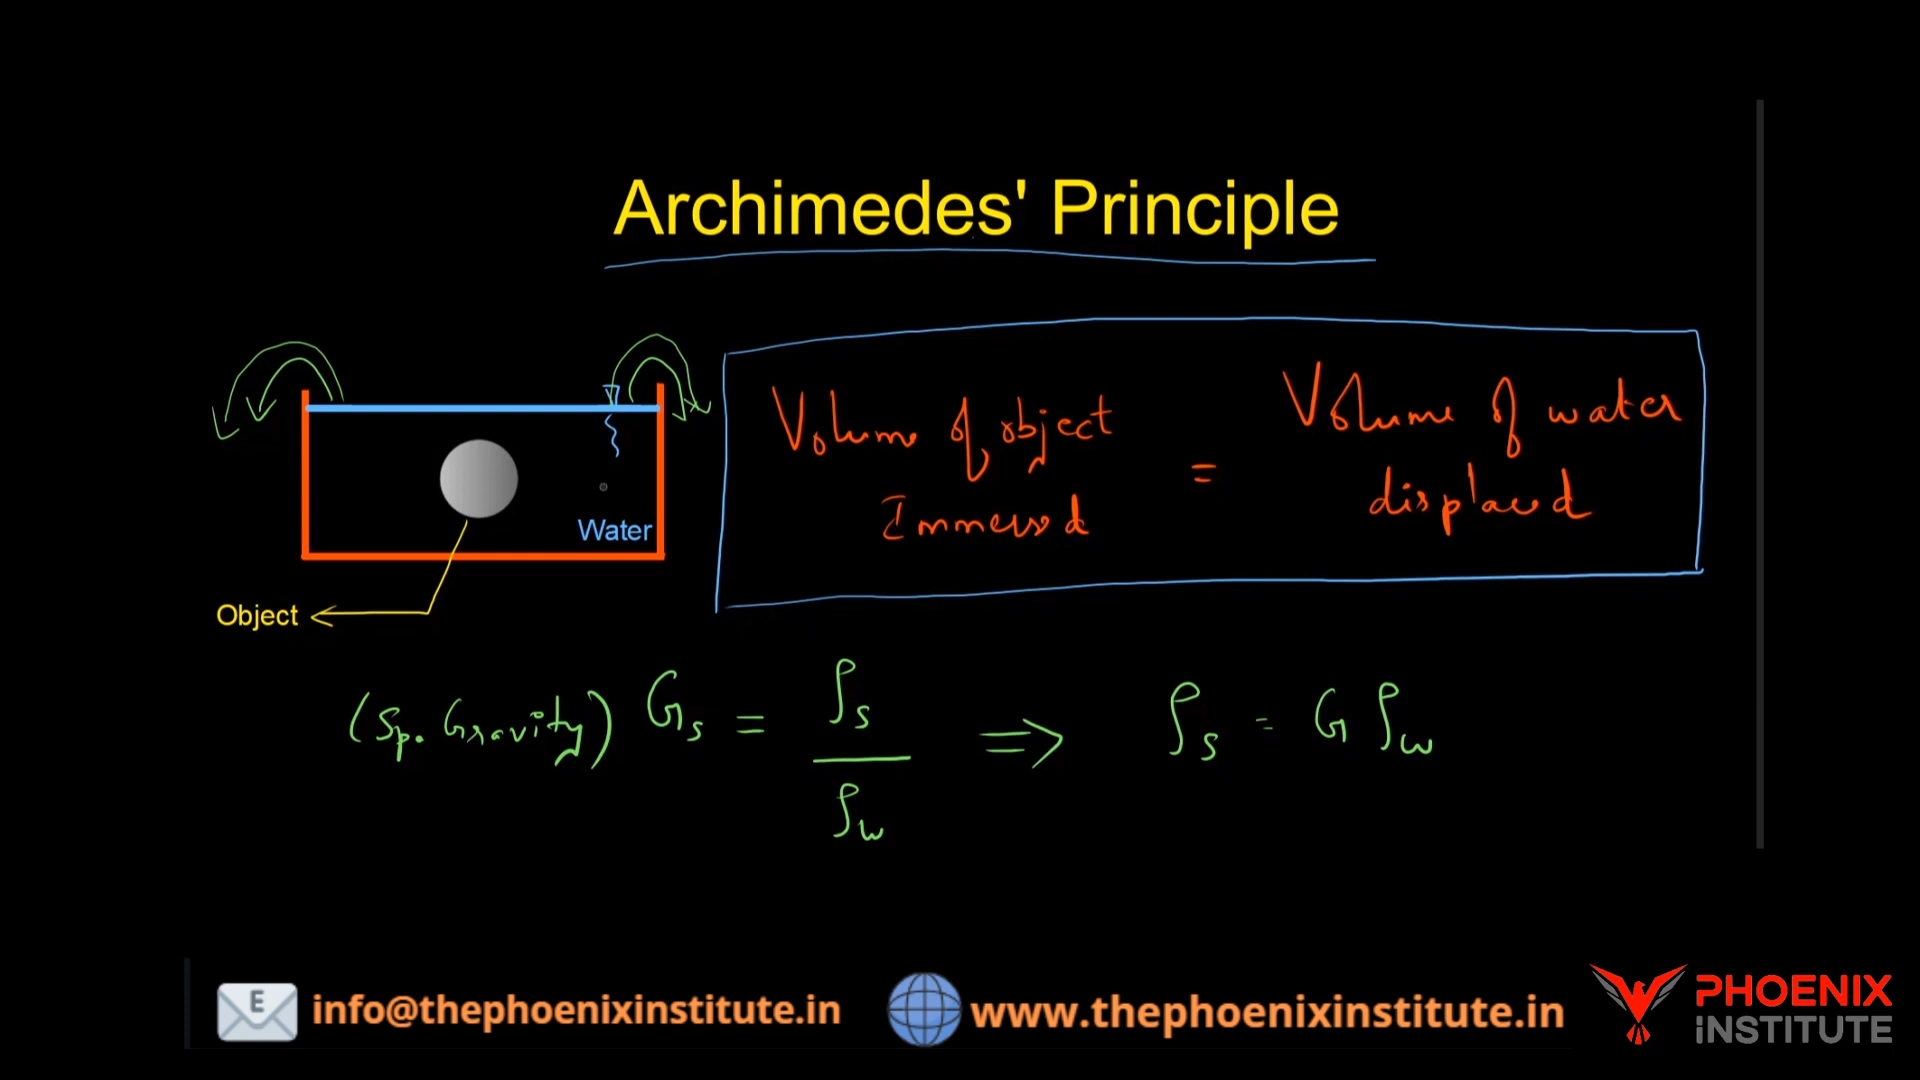 Archimedes' Principle
Volume of object
Immersed
=
Volume of water
displaced
Water
Object
(Sp. Gravity) Gs = ρs / ρw ⇒ ρs = G ρw
E
info@thephoenixinstitute.in
www.thephoenixinstitute.in
PHOENIX
iNSTITUTE